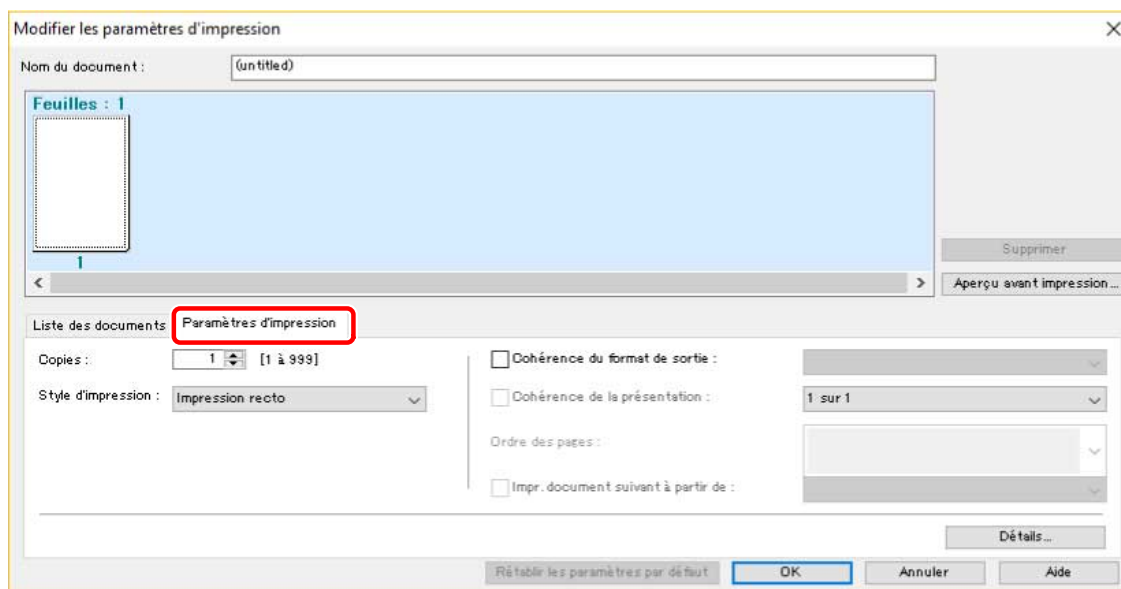 Modifier les paramètres d'impression
Nom du document : (untitled)
Feuilles : 1
1
Supprimer
Aperçu avant impression...
Liste des documents Paramètres d'impression
Copies : 1 [1 à 999] Cohérence du format de sortie :
Style d'impression : Impression recto Cohérence de la présentation : 1 sur 1
Ordre des pages :
Impr. document suivant à partir de :
Détails...
Rétablir les paramètres par défaut OK Annuler Aide